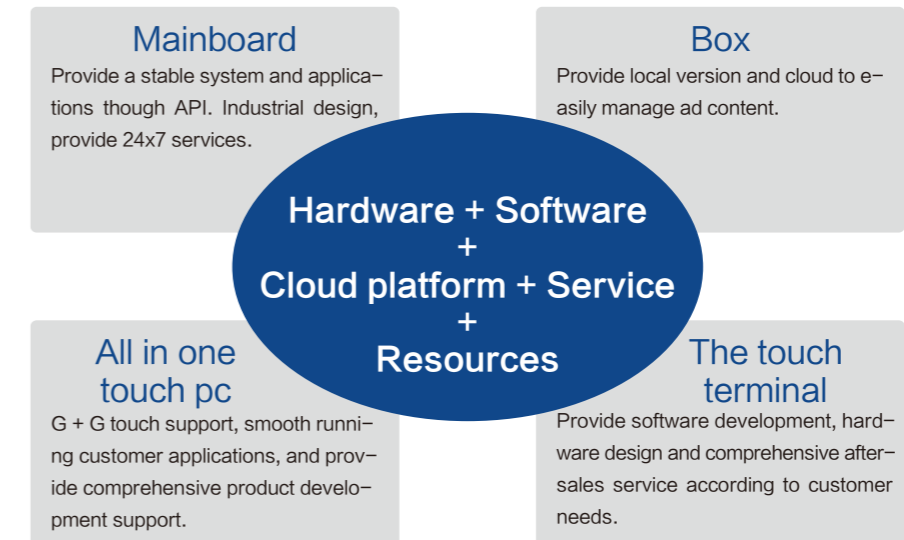 Mainboard
Provide a stable system and applica-
tions though API. Industrial design,
provide 24x7 services.
Box
Provide local version and cloud to e-
asily manage ad content.
Hardware + Software
+
Cloud platform + Service
+
Resources
All in one
touch pc
G + G touch support, smooth runni-
ng customer applications, and prov-
ide comprehensive product develo-
pment support.
The touch
terminal
Provide software development, hard-
ware design and comprehensive after-
sales service according to customer
needs.